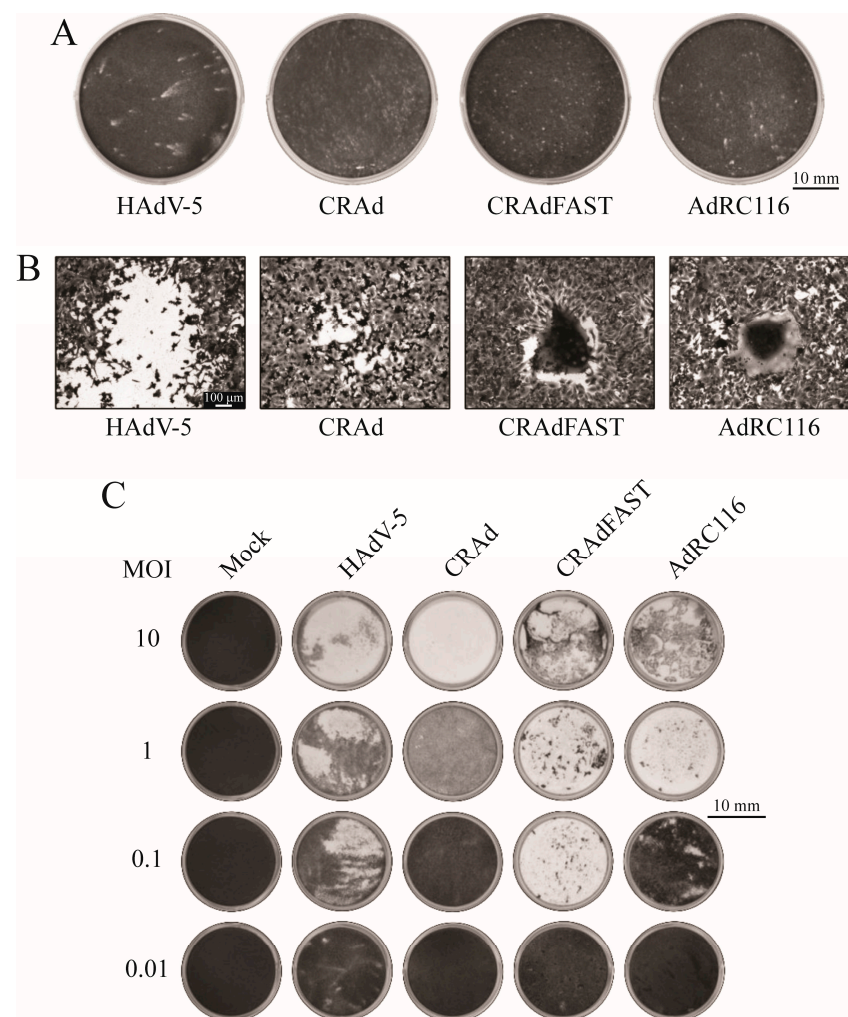 A
HAdV-5 CRAd CRAdFAST AdRC116
10 mm
B
100 μm
HAdV-5 CRAd CRAdFAST AdRC116
C
MOI Mock HAdV-5 CRAd CRAdFAST AdRC116
10
1
10 mm
0.1
0.01